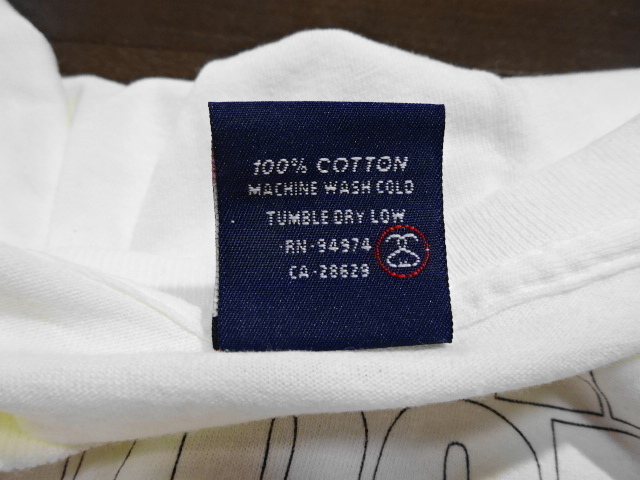 100% COTTON
MACHINE WASH COLD
TUMBLE DRY LOW
RN-94974
CA-28629